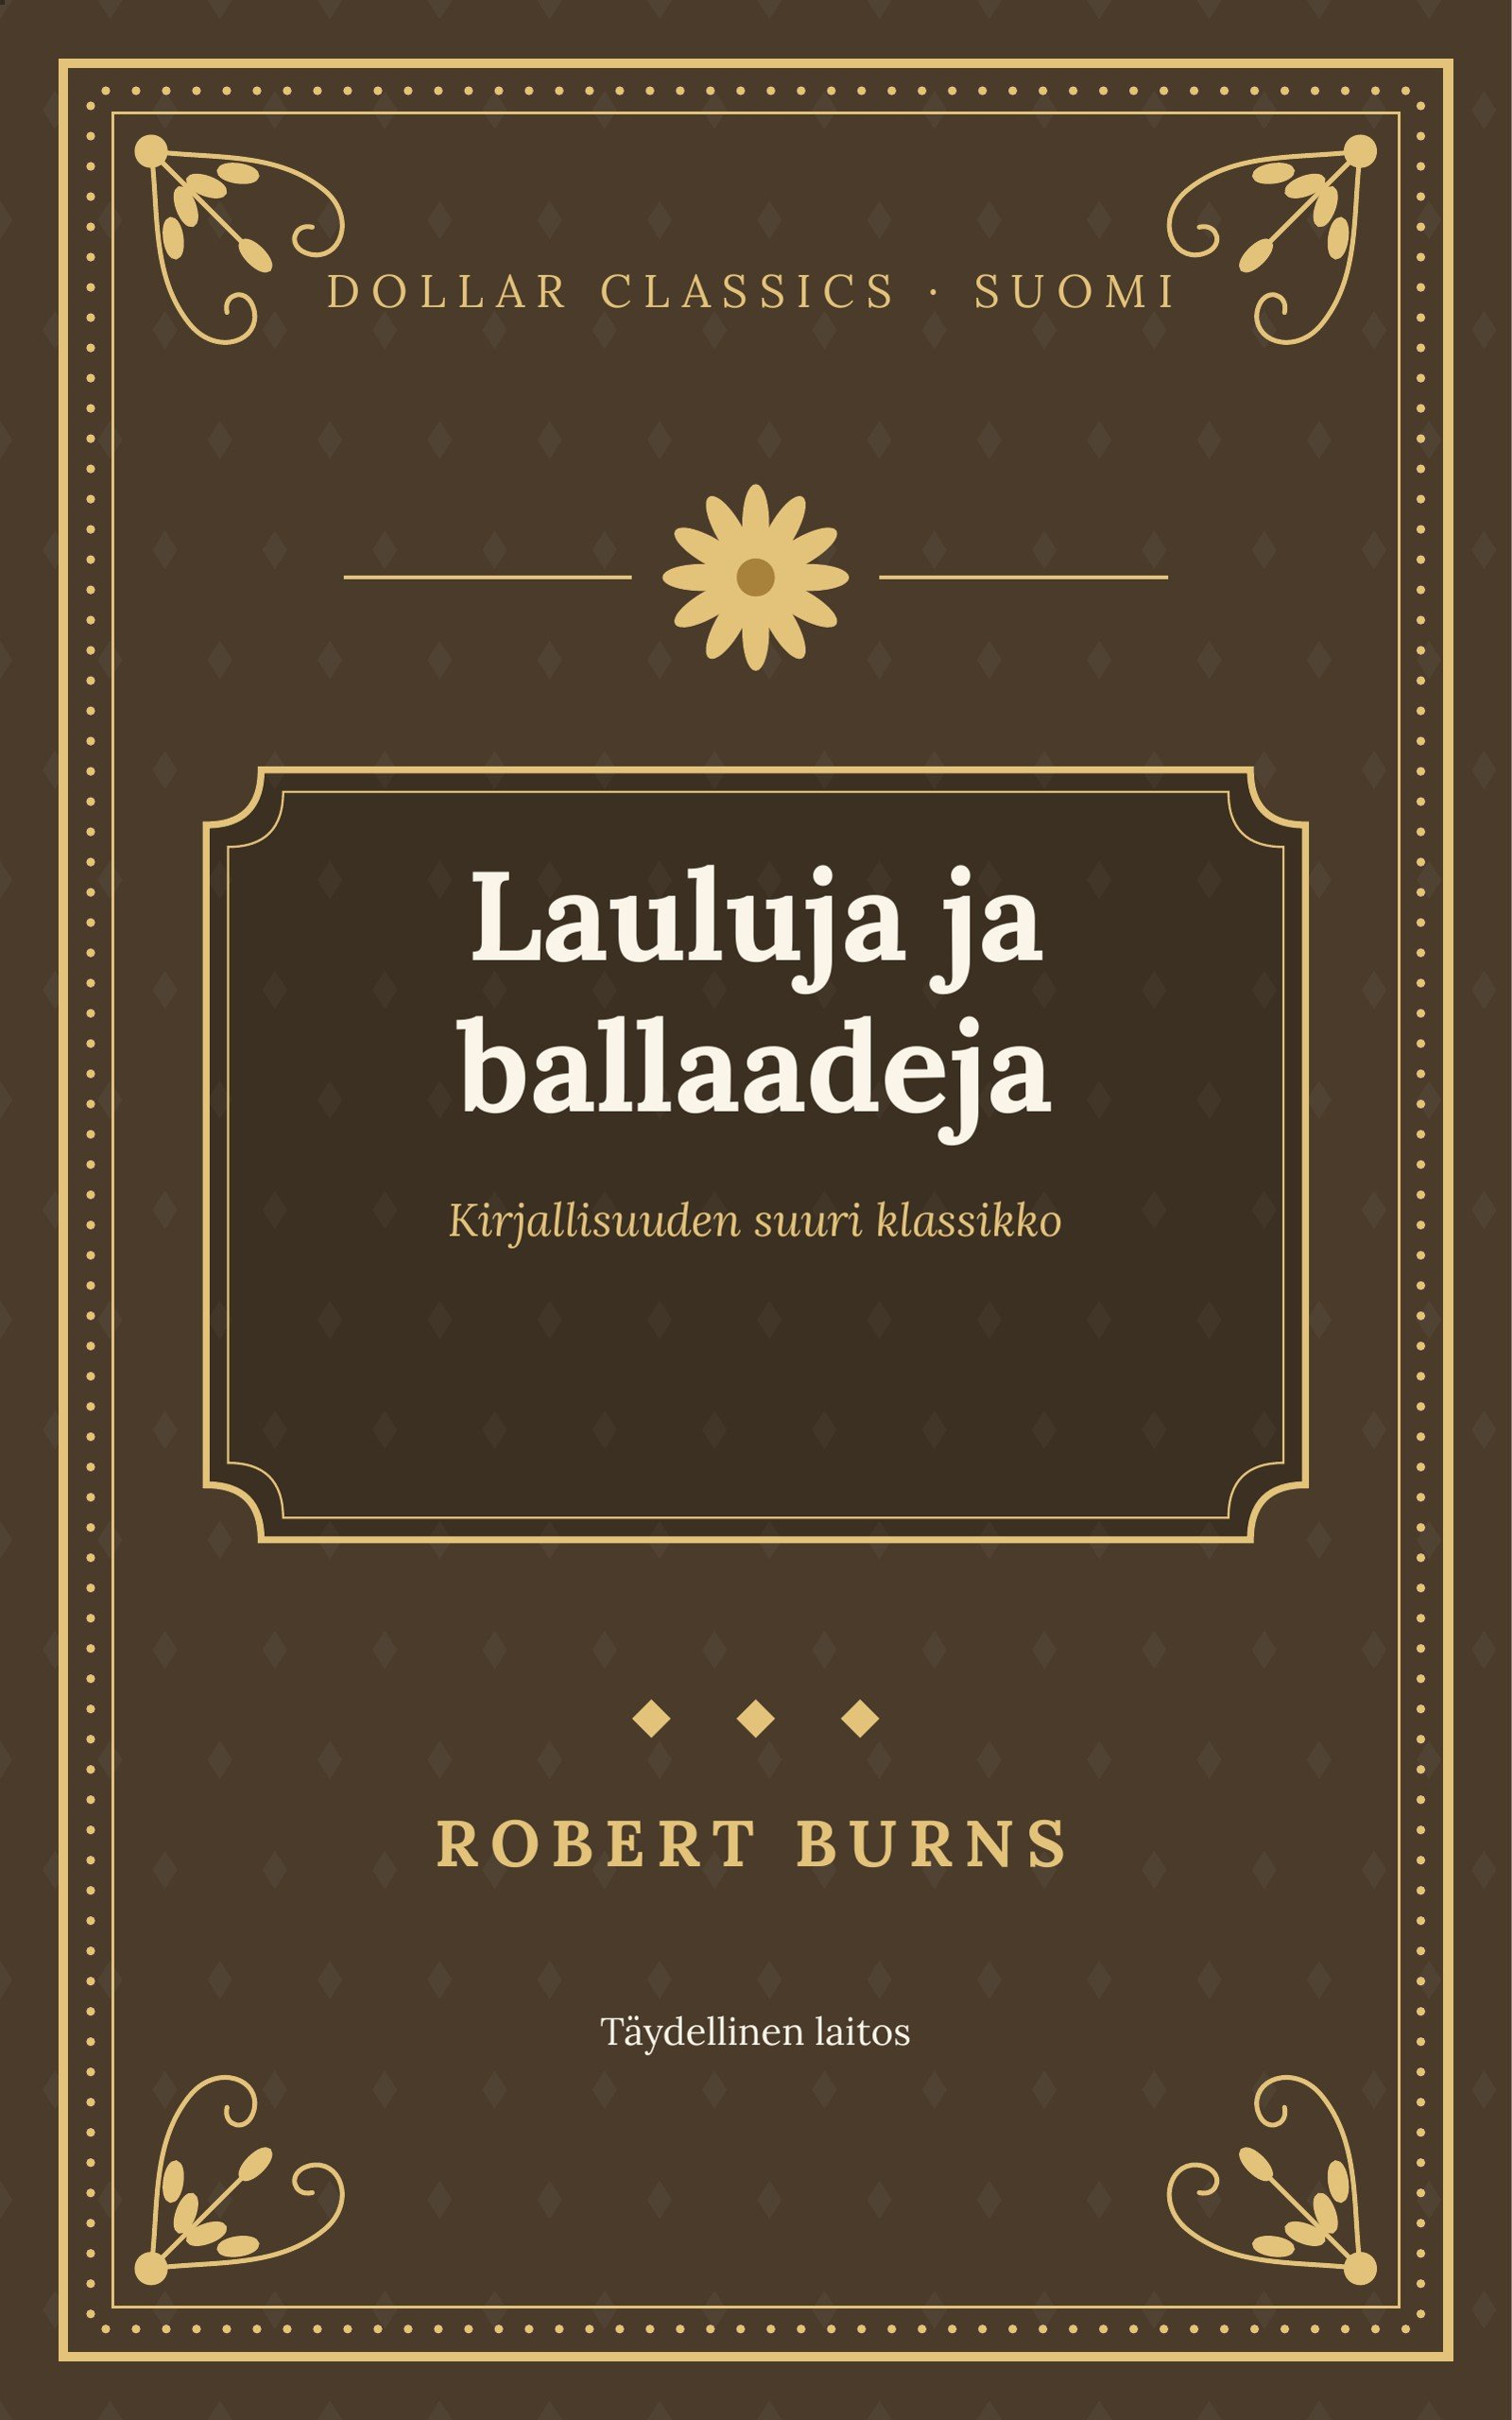 DOLLAR CLASSICS · SUOMI
Lauluja ja
ballaadeja
Kirjallisuuden suuri klassikko
ROBERT BURNS
Täydellinen laitos